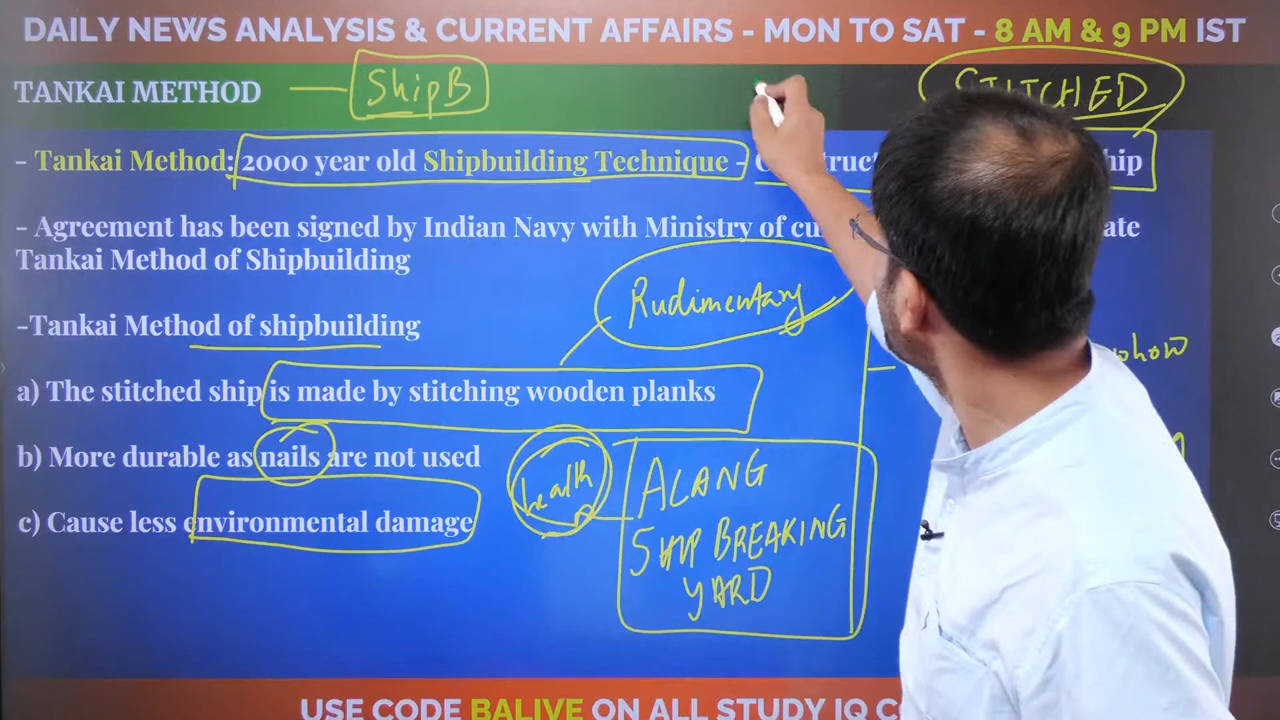 DAILY NEWS ANALYSIS & CURRENT AFFAIRS - MON TO SAT - 8 AM & 9 PM IST
TANKAI METHOD
ShipB
STITCHED
- Tankai Method: 2000 year old Shipbuilding Technique -
- Agreement has been signed by Indian Navy with Ministry of
Tankai Method of Shipbuilding
Rudimentary
-Tankai Method of shipbuilding
a) The stitched ship is made by stitching wooden planks
b) More durable as nails are not used
c) Cause less environmental damage
health
ALANG
SHIP BREAKING
YARD
USE CODE BALIVE ON ALL STUDY IQ